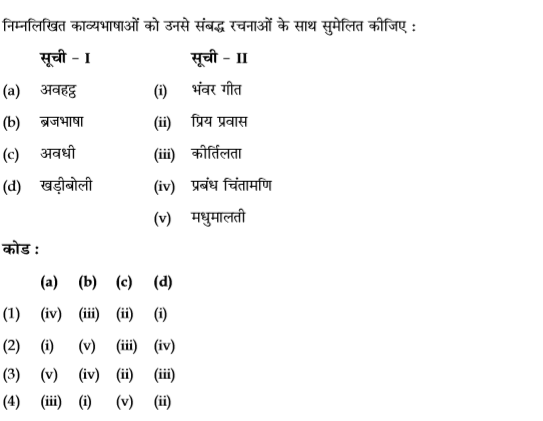 निम्नलिखित काव्यभाषाओं को उनसे संबद्ध रचनाओं के साथ सुमेलित कीजिए :
सूची - I सूची - II
(a) अवहट्ठ (i) भंवर गीत
(b) ब्रजभाषा (ii) प्रिय प्रवास
(c) अवधी (iii) कीर्तिलता
(d) खड़ीबोली (iv) प्रबंध चिंतामणि
(v) मधुमालती
कोड :
(a) (b) (c) (d)
(1) (iv) (iii) (ii) (i)
(2) (i) (v) (iii) (iv)
(3) (v) (iv) (ii) (iii)
(4) (iii) (i) (v) (ii)